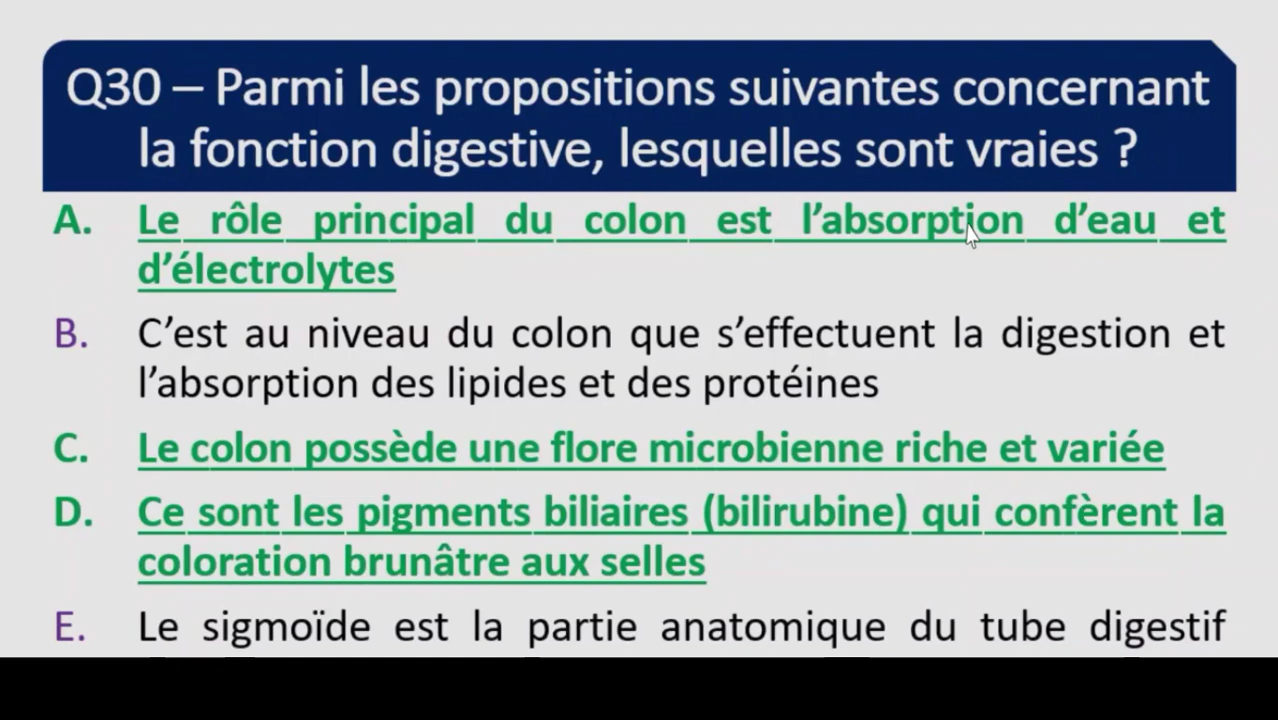 Q30 – Parmi les propositions suivantes concernant
la fonction digestive, lesquelles sont vraies ?
A. Le rôle principal du colon est l’absorption d’eau et
d’électrolytes
B. C’est au niveau du colon que s’effectuent la digestion et
l’absorption des lipides et des protéines
C. Le colon possède une flore microbienne riche et variée
D. Ce sont les pigments biliaires (bilirubine) qui confèrent la
coloration brunâtre aux selles
E. Le sigmoïde est la partie anatomique du tube digestif